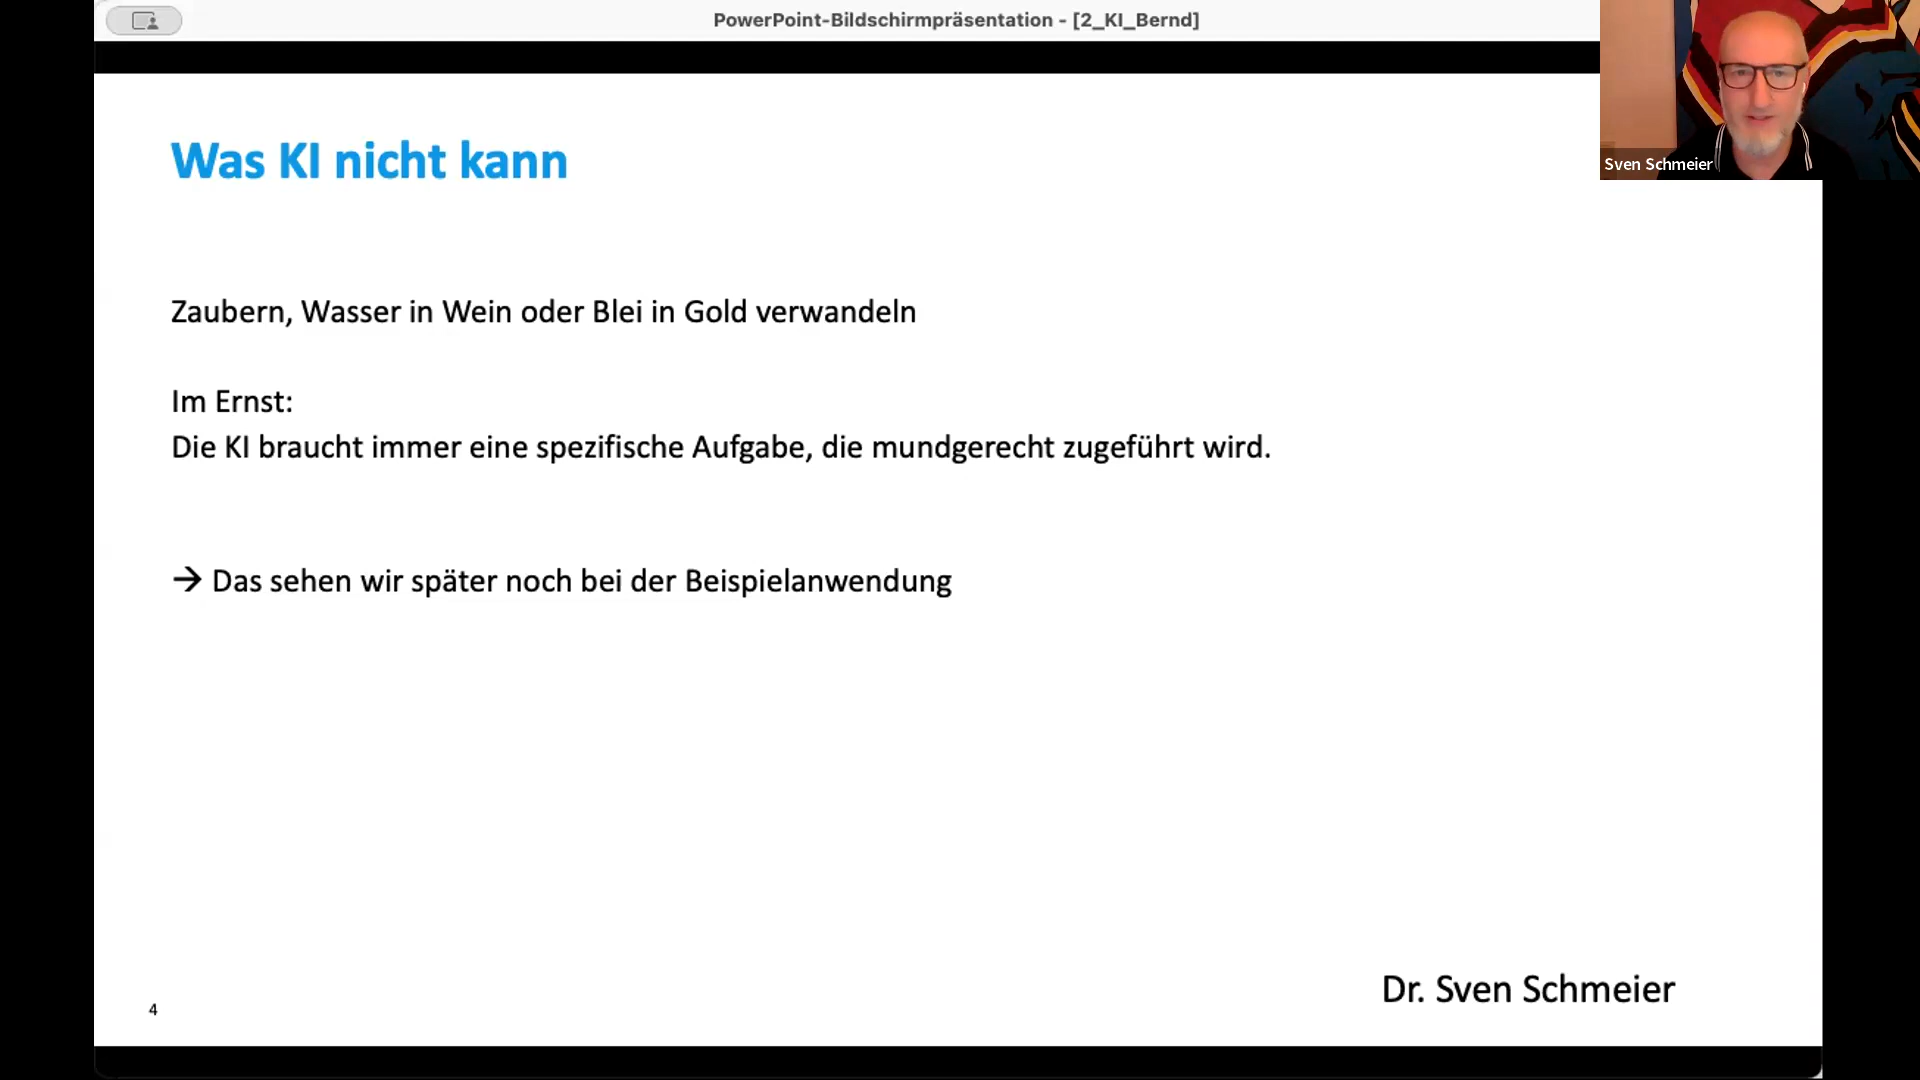 PowerPoint-Bildschirmpräsentation - [2_KI_Bernd]
Sven Schmeier
Was KI nicht kann
Zaubern, Wasser in Wein oder Blei in Gold verwandeln
Im Ernst:
Die KI braucht immer eine spezifische Aufgabe, die mundgerecht zugeführt wird.
→ Das sehen wir später noch bei der Beispielanwendung
Dr. Sven Schmeier
4